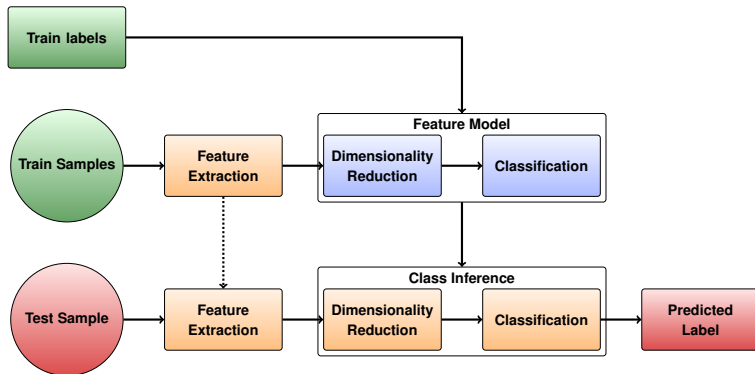 Train labels
Feature Model
Train Samples
Feature
Extraction
Dimensionality
Reduction
Classification
Class Inference
Test Sample
Feature
Extraction
Dimensionality
Reduction
Classification
Predicted
Label